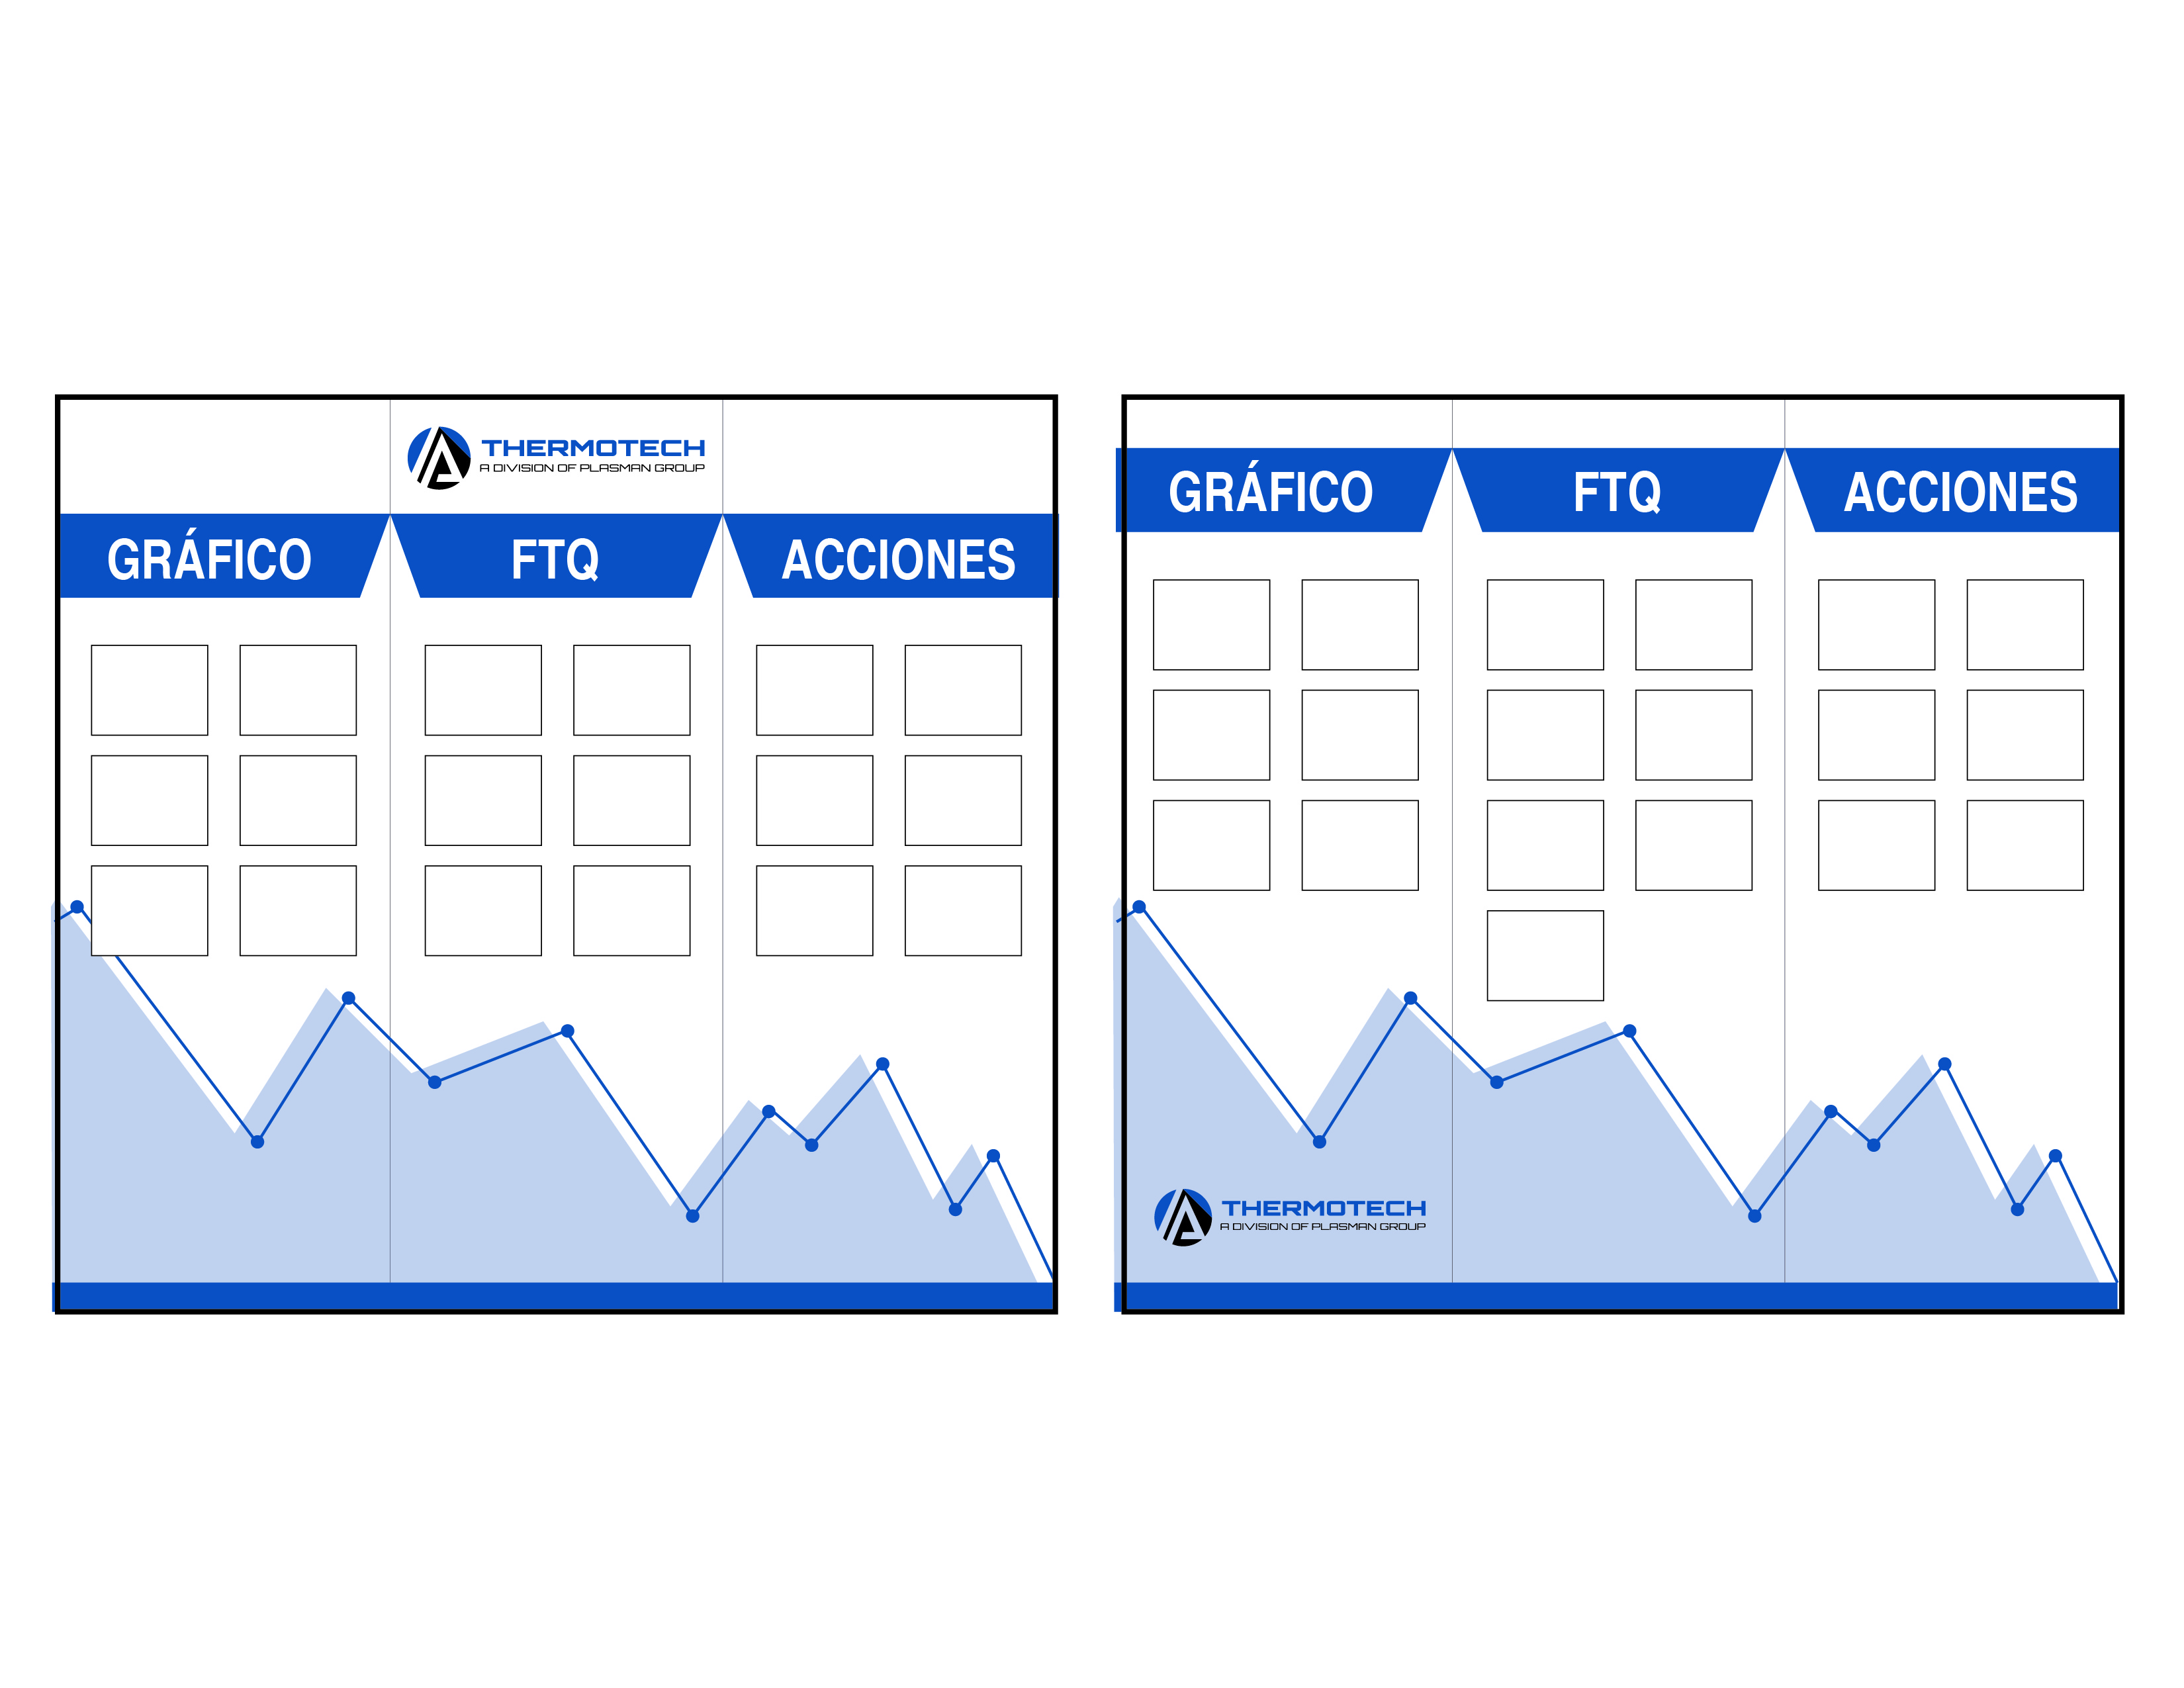 THERMOTECH
A DIVISION OF PLASMAN GROUP
GRÁFICO FTQ ACCIONES
GRÁFICO FTQ ACCIONES
THERMOTECH
A DIVISION OF PLASMAN GROUP